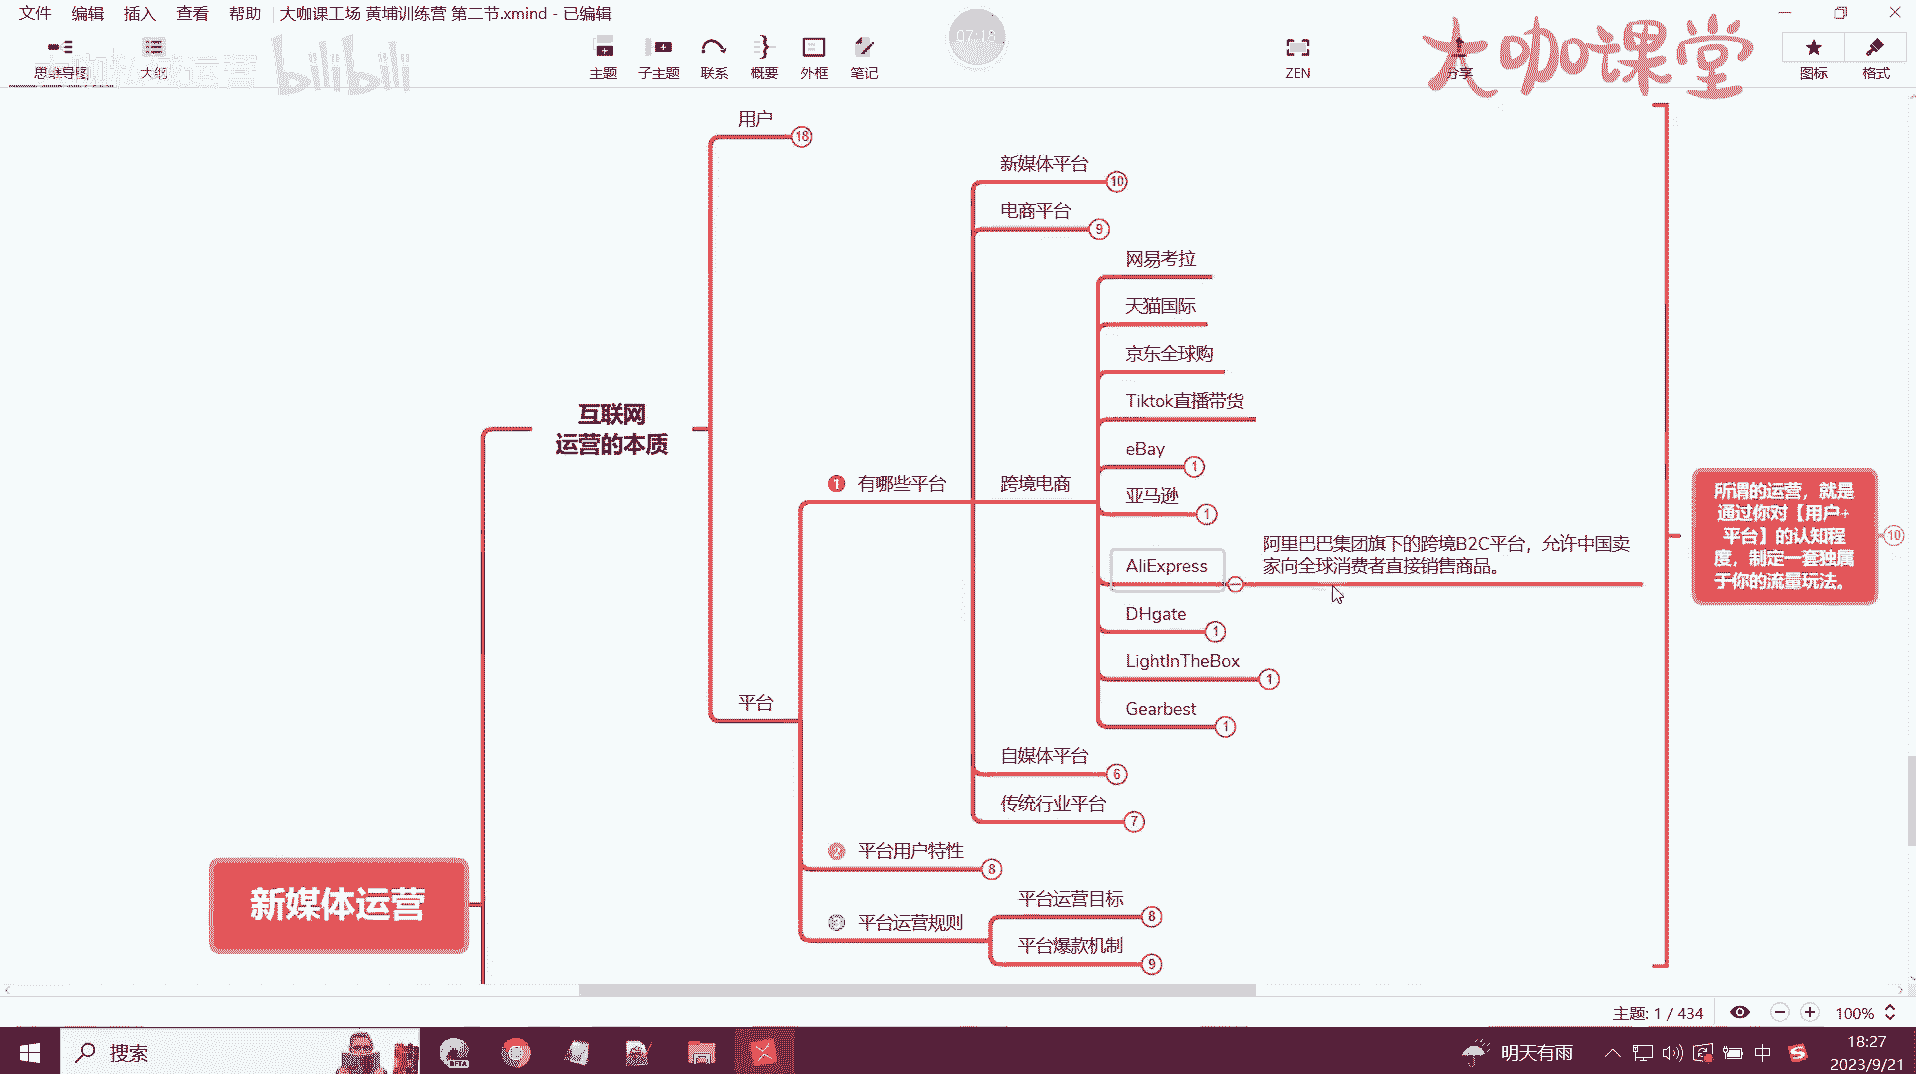 文件 编辑 插入 查看 帮助 大咖课工场 黄埔训练营 第二节.xmind - 已编辑
思维导图 大纲 主题 子主题 联系 概要 外框 笔记 07:18 ZEN 分享 图标 格式
bilibili
大咖课堂
用户 18
新媒体平台 10
电商平台 9
网易考拉
天猫国际
京东全球购
Tiktok直播带货
互联网
运营的本质
eBay 1
1 有哪些平台 跨境电商
亚马逊 1
AliExpress
阿里巴巴集团旗下的跨境B2C平台，允许中国卖
家向全球消费者直接销售商品。
所谓的运营，就是
通过你对【用户+
平台】的认知程
度，制定一套独属
于你的流量玩法。
10
DHgate 1
LightInTheBox 1
平台
Gearbest 1
自媒体平台 6
传统行业平台 7
2 平台用户特性 8
新媒体运营
平台运营目标 8
3 平台运营规则
平台爆款机制 9
主题: 1 / 434 100%
搜索 BETA 明天有雨 中 18:27
2023/9/21